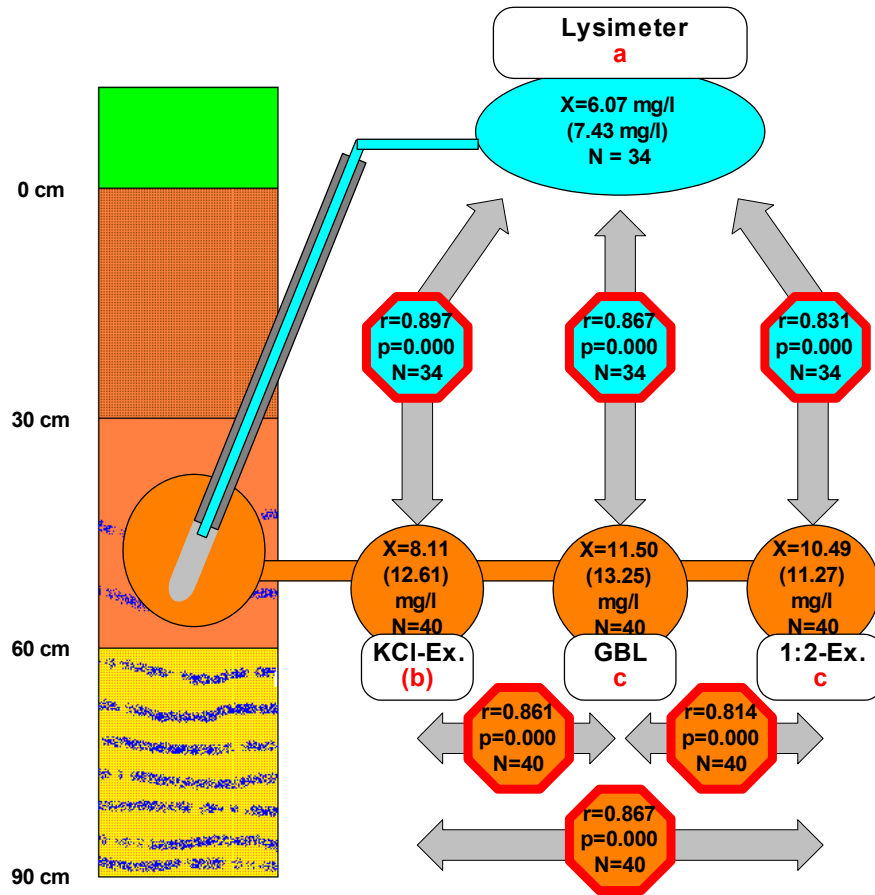 Lysimeter
a
X=6.07 mg/l
(7.43 mg/l)
N = 34
0 cm
r=0.897
p=0.000
N=34
r=0.867
p=0.000
N=34
r=0.831
p=0.000
N=34
30 cm
X=8.11
(12.61)
mg/l
N=40
X=11.50
(13.25)
mg/l
N=40
X=10.49
(11.27)
mg/l
N=40
60 cm
KCl-Ex.
(b)
GBL
c
1:2-Ex.
c
r=0.861
p=0.000
N=40
r=0.814
p=0.000
N=40
r=0.867
p=0.000
N=40
90 cm